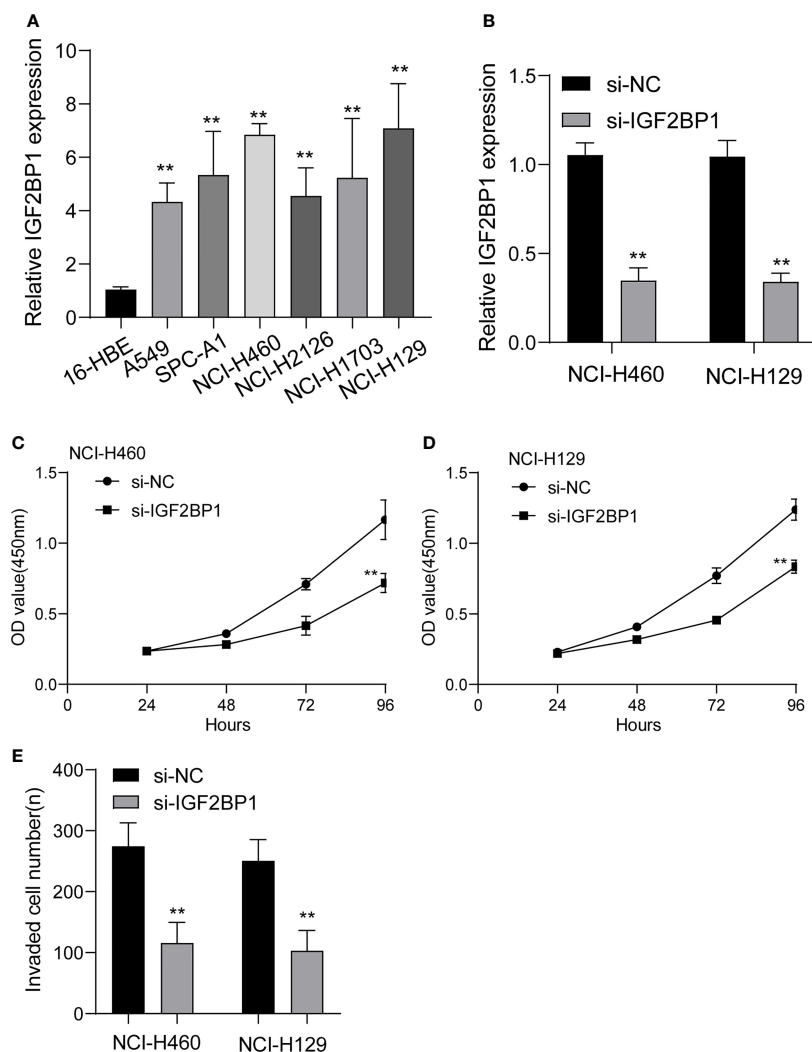 A
Relative IGF2BP1 expression
10
8
6
4
2
0
** ** ** ** ** **
16-HBE A549 SPC-A1 NCI-H460 NCI-H2126 NCI-H1703 NCI-H129
B
Relative IGF2BP1 expression
1.5
1.0
0.5
0.0
si-NC
si-IGF2BP1
** **
NCI-H460 NCI-H129
C
NCI-H460
OD value(450nm)
1.5
1.0
0.5
0.0
si-NC
si-IGF2BP1
**
0 24 48 72 96
Hours
D
NCI-H129
OD value(450nm)
1.5
1.0
0.5
0.0
si-NC
si-IGF2BP1
**
0 24 48 72 96
Hours
E
Invaded cell number(n)
400
300
200
100
0
si-NC
si-IGF2BP1
** **
NCI-H460 NCI-H129